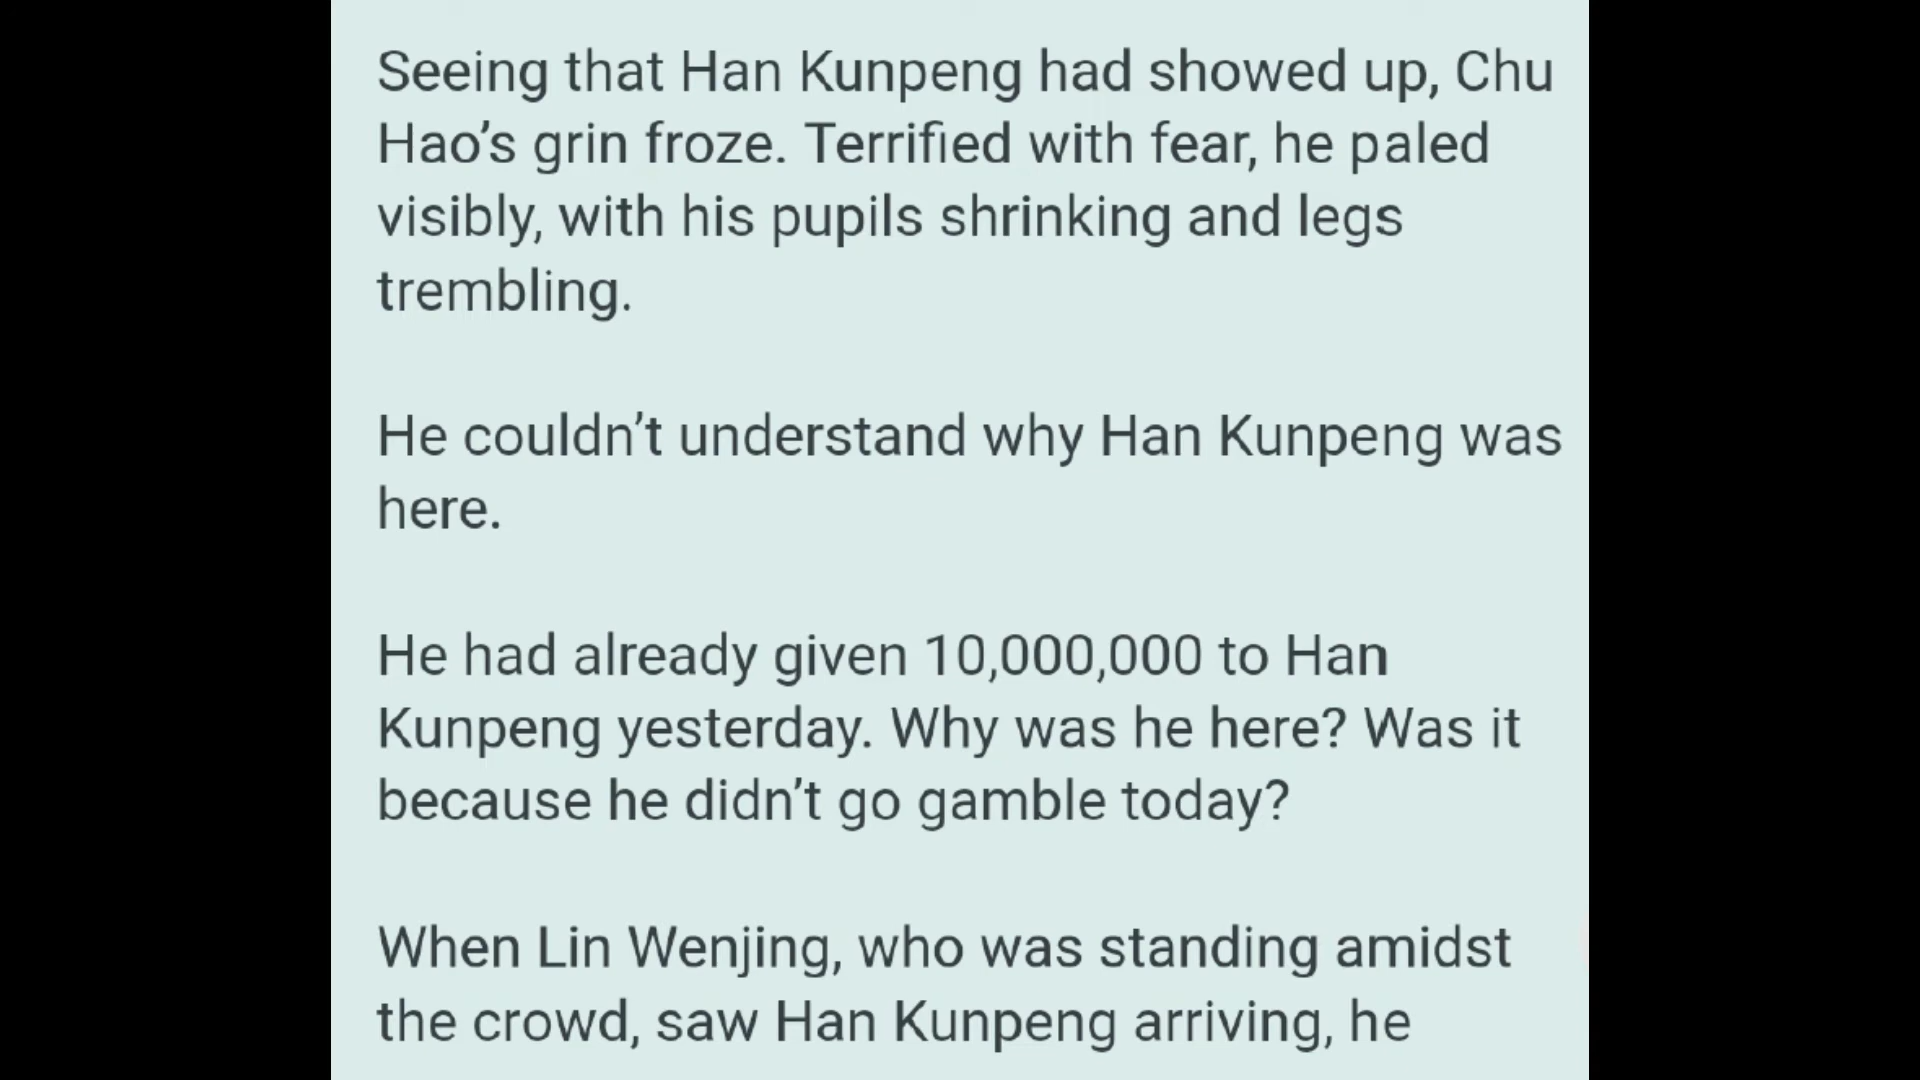 Seeing that Han Kunpeng had showed up, Chu
Hao’s grin froze. Terrified with fear, he paled
visibly, with his pupils shrinking and legs
trembling.
He couldn’t understand why Han Kunpeng was
here.
He had already given 10,000,000 to Han
Kunpeng yesterday. Why was he here? Was it
because he didn’t go gamble today?
When Lin Wenjing, who was standing amidst
the crowd, saw Han Kunpeng arriving, he